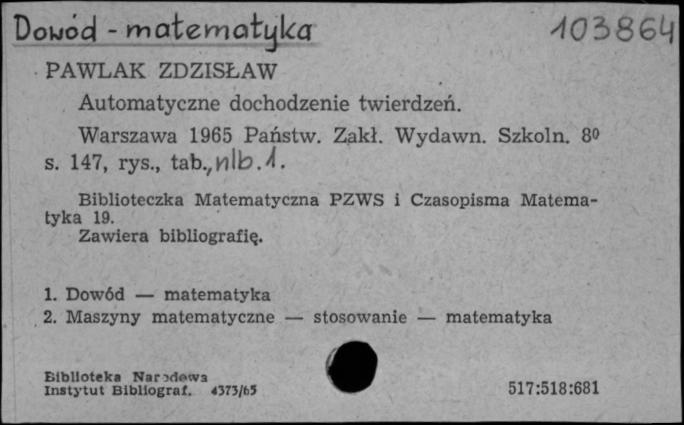 Dowód - matematyka 103864
PAWLAK ZDZISŁAW
Automatyczne dochodzenie twierdzeń.
Warszawa 1965 Państw. Zakł. Wydawn. Szkoln. 8⁰
s. 147, rys., tab., nlb. 1.
Biblioteczka Matematyczna PZWS i Czasopisma Matema-
tyka 19.
Zawiera bibliografię.
1. Dowód — matematyka
2. Maszyny matematyczne — stosowanie — matematyka
Biblioteka Narodowa
Instytut Bibliograf. 4373/65
517:518:681